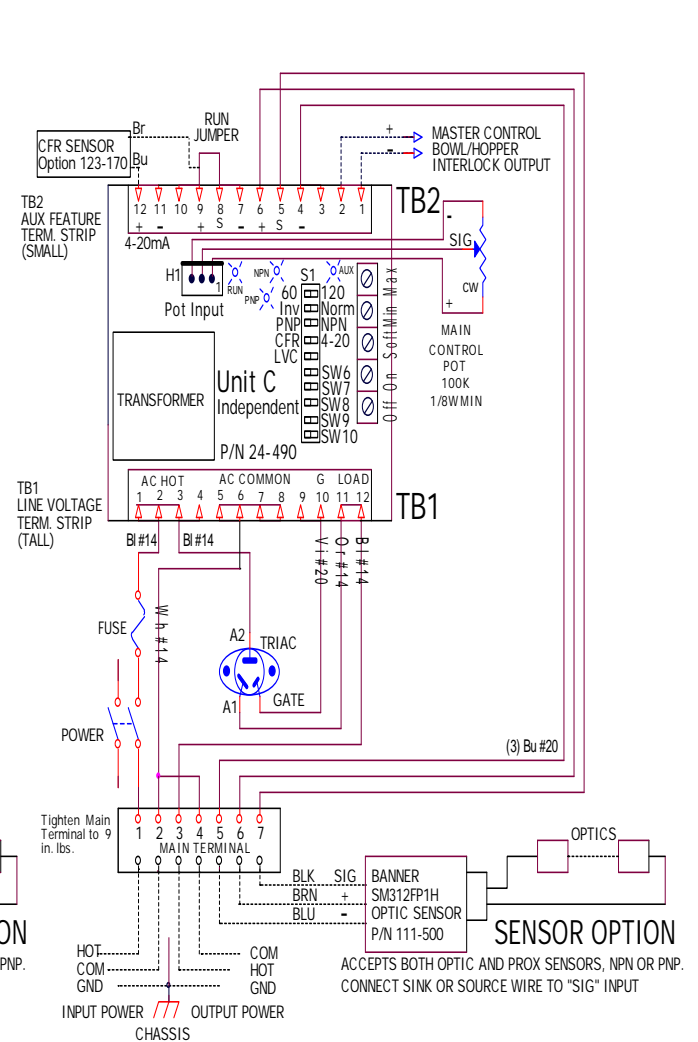 RUN
JUMPER
Br
CFR SENSOR
Option 123-170
Bu
+
-
MASTER CONTROL
BOWL/HOPPER
INTERLOCK OUTPUT
TB2
AUX FEATURE
TERM. STRIP
(SMALL)
12 11 10 9 8 7 6 5 4 3 2 1
+ - + S - + S -
TB2
4-20mA
-
SIG
CW
+
H1
1
Pot Input
RUN
NPN
PNP
AUX
S1
60 120
Inv Norm
PNP NPN
CFR 4-20
LVC
SW6
SW7
SW8
SW9
SW10
Off On Soft Min Max
MAIN
CONTROL
POT
100K
1/8WMIN
TRANSFORMER
Unit C
Independent
P/N 24-490
TB1
LINE VOLTAGE
TERM. STRIP
(TALL)
AC HOT AC COMMON G LOAD
1 2 3 4 5 6 7 8 9 10 11 12
TB1
Bl #14
Bl #14
Vi #20
Or #14
Bl #14
Wh #14
FUSE
A2
TRIAC
A1
GATE
POWER
(3) Bu #20
Tighten Main
Terminal to 9
in. lbs.
1 2 3 4 5 6 7
MAIN TERMINAL
OPTICS
BLK SIG
BRN +
BLU -
BANNER
SM312FP1H
OPTIC SENSOR
P/N 111-500
ON
SENSOR OPTION
PNP.
ACCEPTS BOTH OPTIC AND PROX SENSORS, NPN OR PNP.
CONNECT SINK OR SOURCE WIRE TO "SIG" INPUT
HOT
COM
GND
COM
HOT
GND
INPUT POWER
OUTPUT POWER
CHASSIS